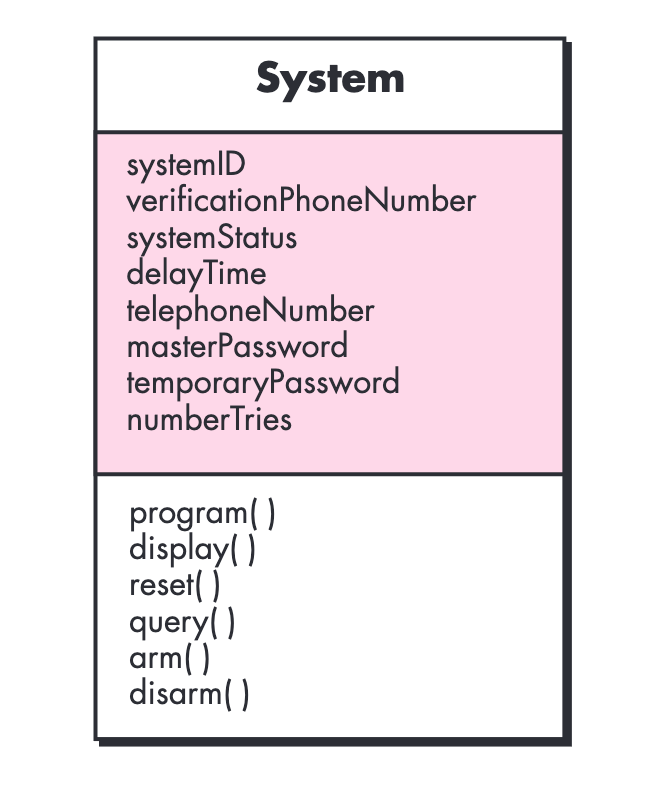 System
systemID
verificationPhoneNumber
systemStatus
delayTime
telephoneNumber
masterPassword
temporaryPassword
numberTries
program( )
display( )
reset( )
query( )
arm( )
disarm( )